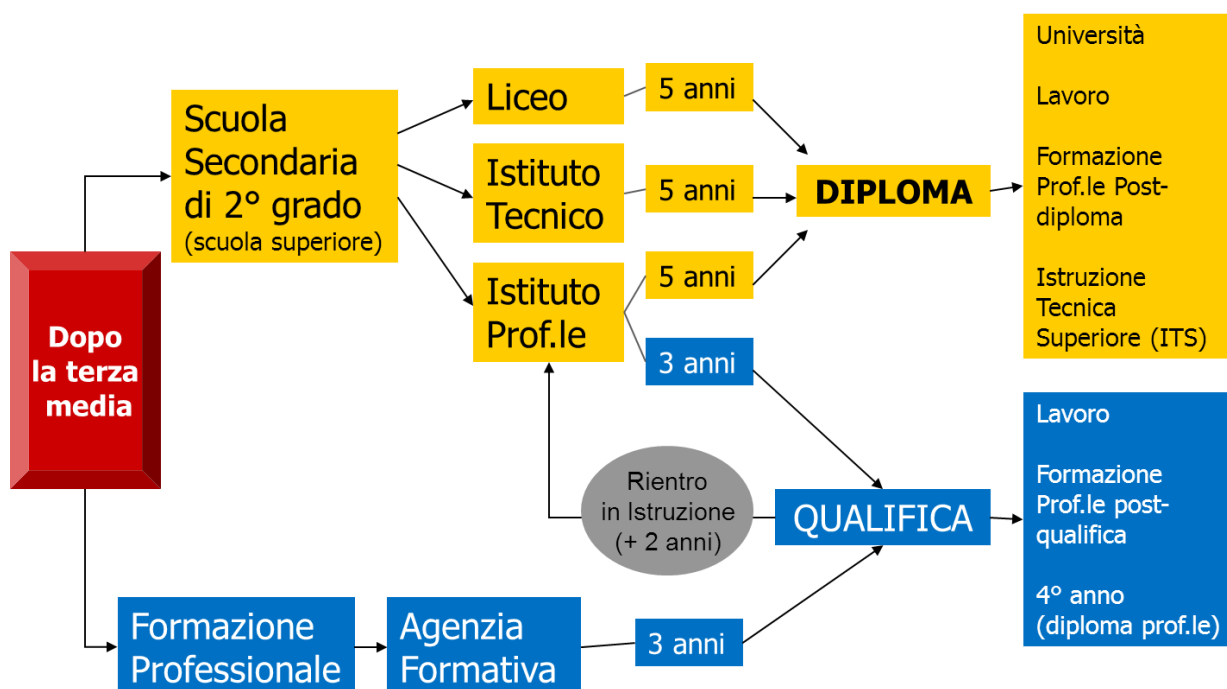 Dopo
la terza
media
Scuola
Secondaria
di 2° grado
(scuola superiore)
Liceo
5 anni
Istituto
Tecnico
5 anni
Istituto
Prof.le
5 anni
3 anni
DIPLOMA
Università
Lavoro
Formazione
Prof.le Post-
diploma
Istruzione
Tecnica
Superiore (ITS)
Formazione
Professionale
Agenzia
Formativa
3 anni
Rientro
in Istruzione
(+ 2 anni)
QUALIFICA
Lavoro
Formazione
Prof.le post-
qualifica
4° anno
(diploma prof.le)